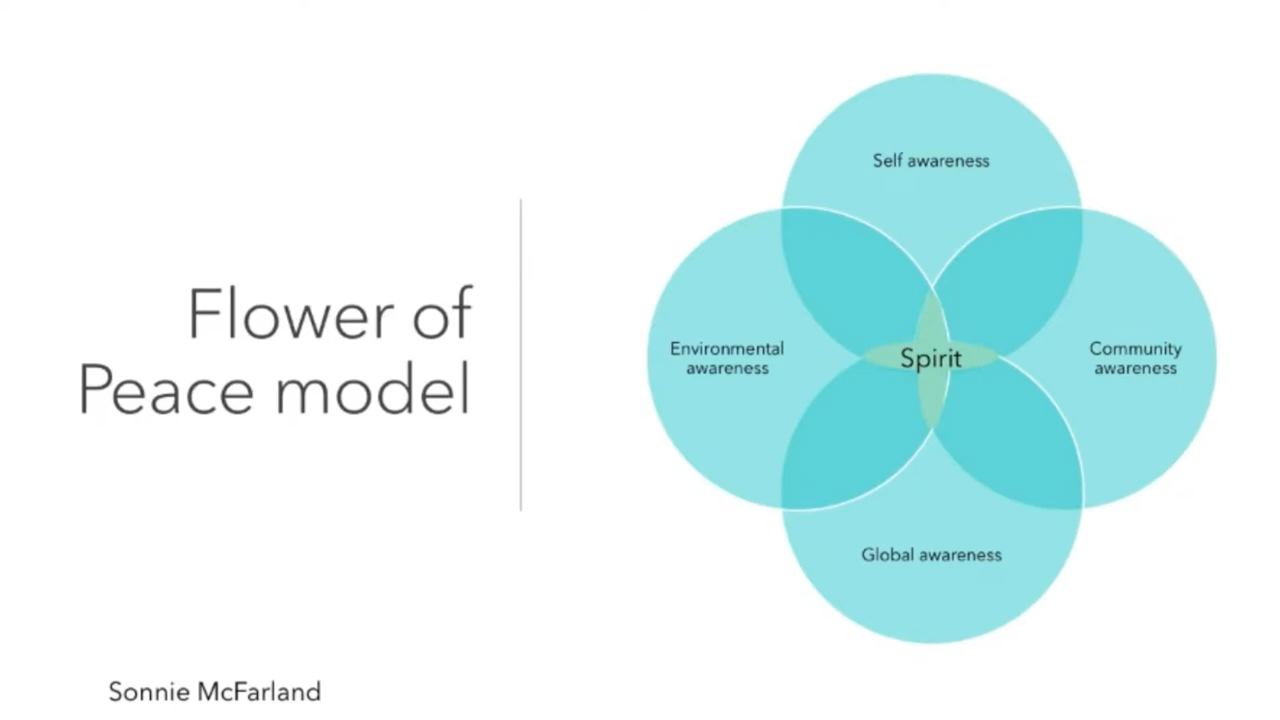 Flower of
Peace model
Self awareness
Environmental
awareness
Spirit
Community
awareness
Global awareness
Sonnie McFarland